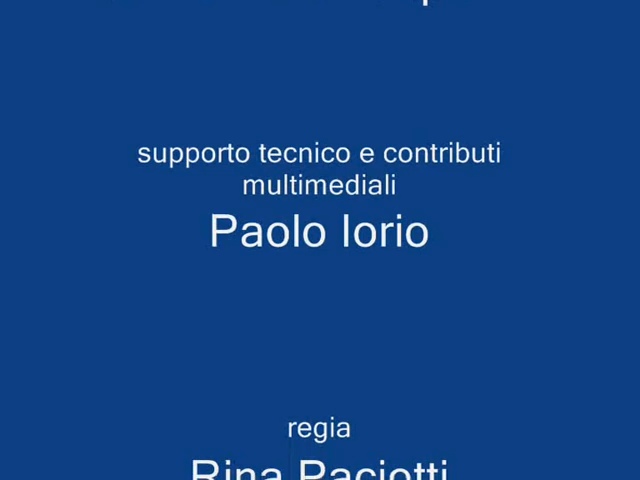 supporto tecnico e contributi
multimediali
Paolo Iorio
regia
Rina Paciotti